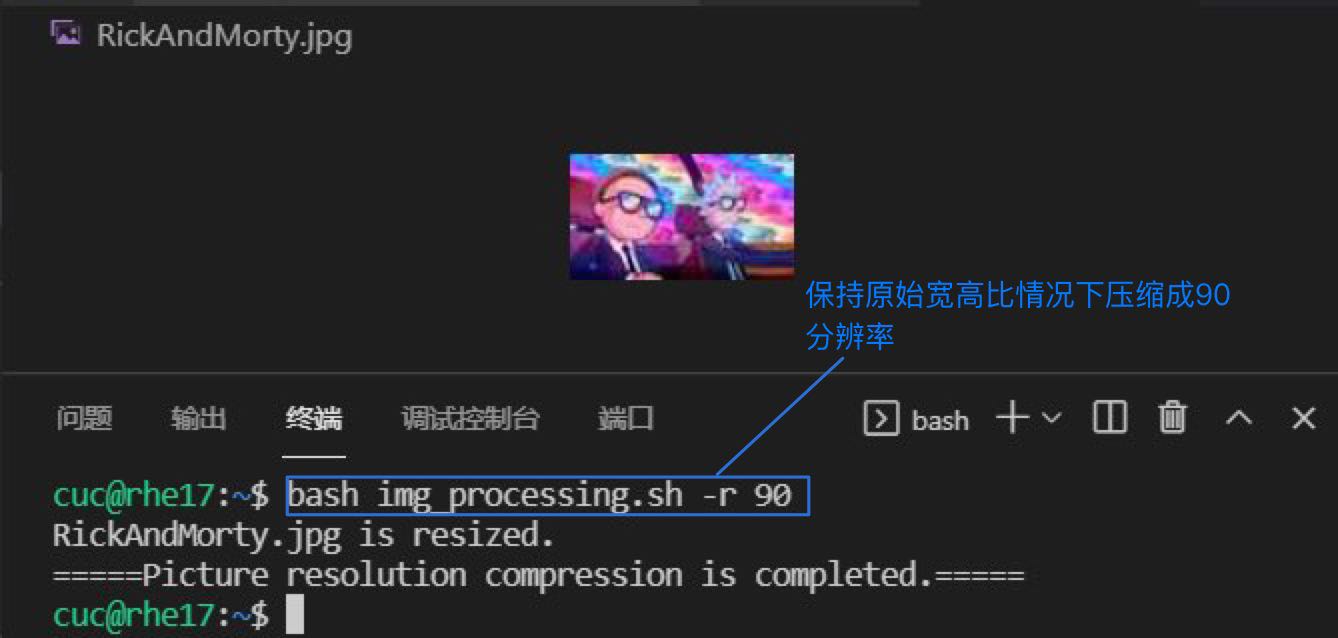 RickAndMorty.jpg
保持原始宽高比情况下压缩成90
分辨率
问题 输出 终端 调试控制台 端口 bash
cuc@rhe17:~$ bash img_processing.sh -r 90
RickAndMorty.jpg is resized.
=====Picture resolution compression is completed.=====
cuc@rhe17:~$